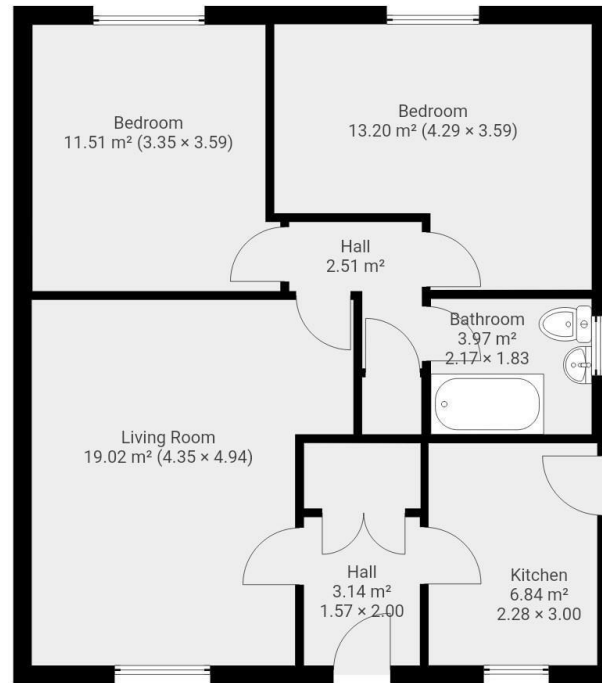 Bedroom
11.51 m² (3.35 × 3.59)
Bedroom
13.20 m² (4.29 × 3.59)
Hall
2.51 m²
Bathroom
3.97 m²
2.17 × 1.83
Living Room
19.02 m² (4.35 × 4.94)
Hall
3.14 m²
1.57 × 2.00
Kitchen
6.84 m²
2.28 × 3.00